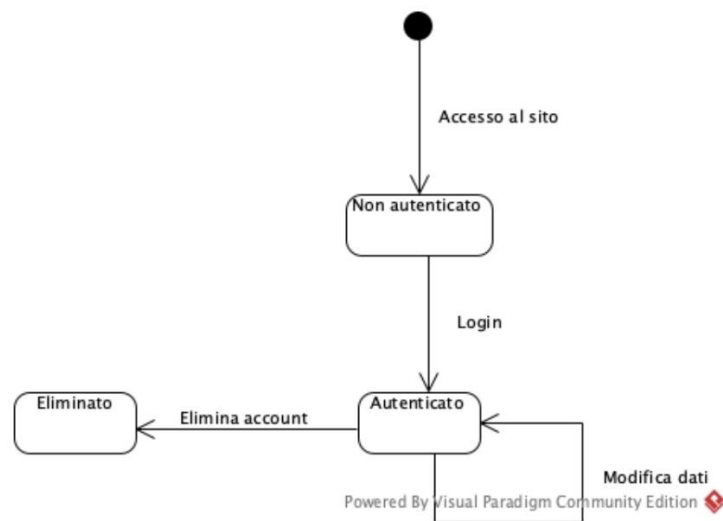 Accesso al sito
Non autenticato
Login
Eliminato
Elimina account
Autenticato
Modifica dati
Powered By Visual Paradigm Community Edition